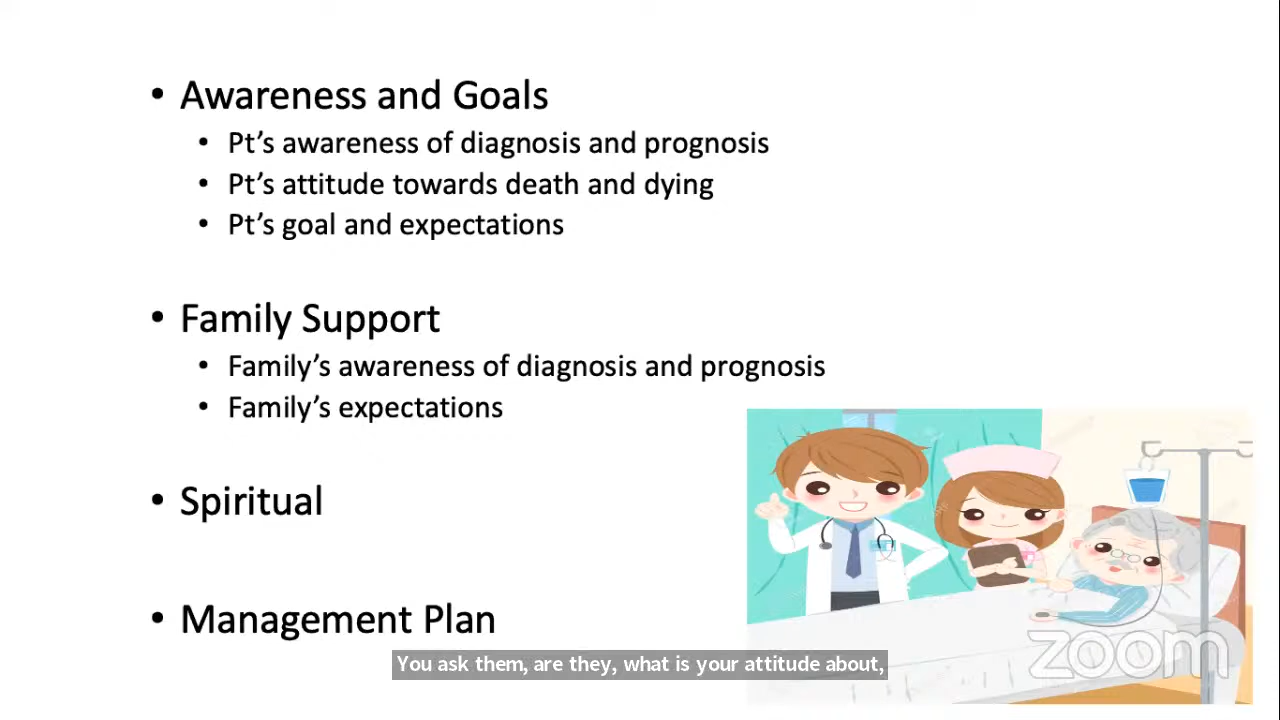 • Awareness and Goals
• Pt's awareness of diagnosis and prognosis
• Pt's attitude towards death and dying
• Pt's goal and expectations
• Family Support
• Family's awareness of diagnosis and prognosis
• Family's expectations
• Spiritual
• Management Plan
zoom
You ask them, are they, what is your attitude about,